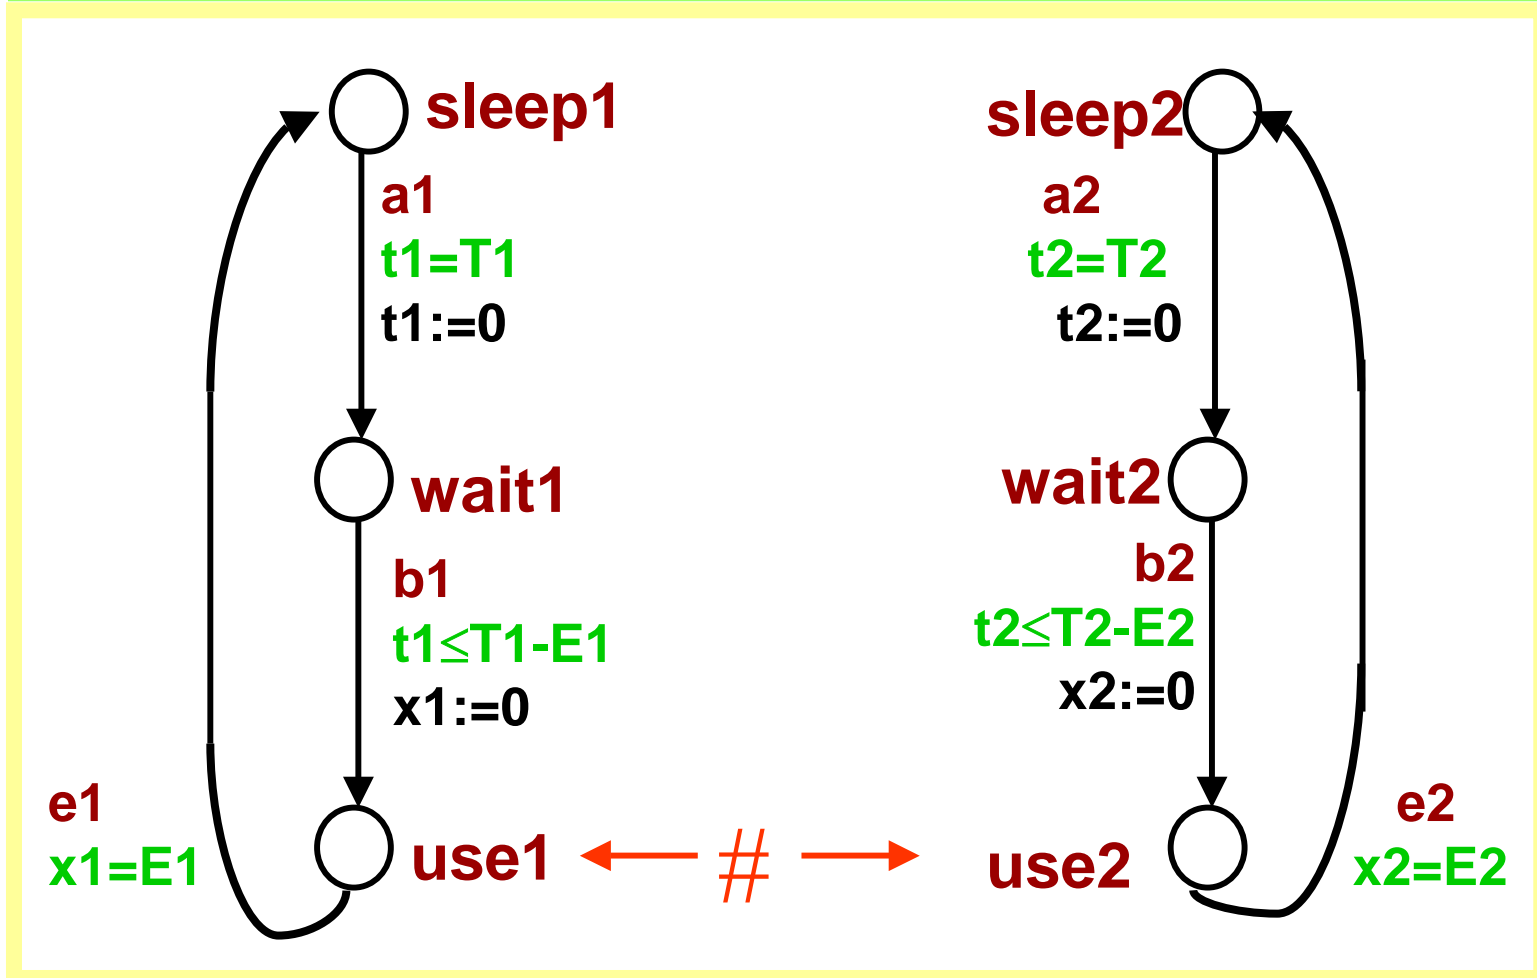 sleep1
a1
t1=T1
t1:=0
wait1
b1
t1≤T1-E1
x1:=0
use1
e1
x1=E1
#
sleep2
a2
t2=T2
t2:=0
wait2
b2
t2≤T2-E2
x2:=0
use2
e2
x2=E2